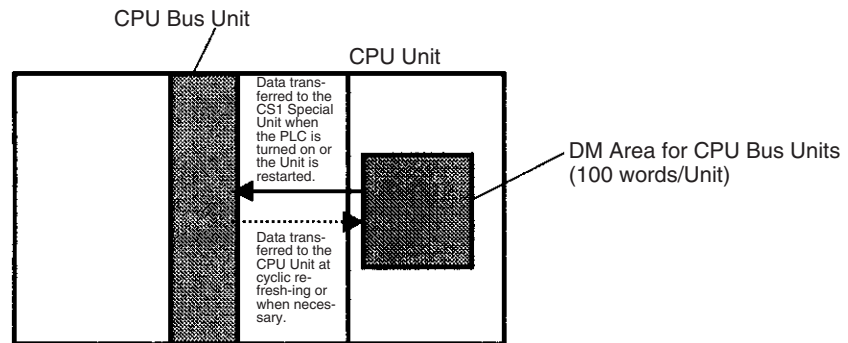 CPU Bus Unit
CPU Unit
Data trans-
ferred to the
CS1 Special
Unit when
the PLC is
turned on or
the Unit is
restarted.
DM Area for CPU Bus Units
(100 words/Unit)
Data trans-
ferred to the
CPU Unit at
cyclic re-
fresh-ing or
when neces-
sary.